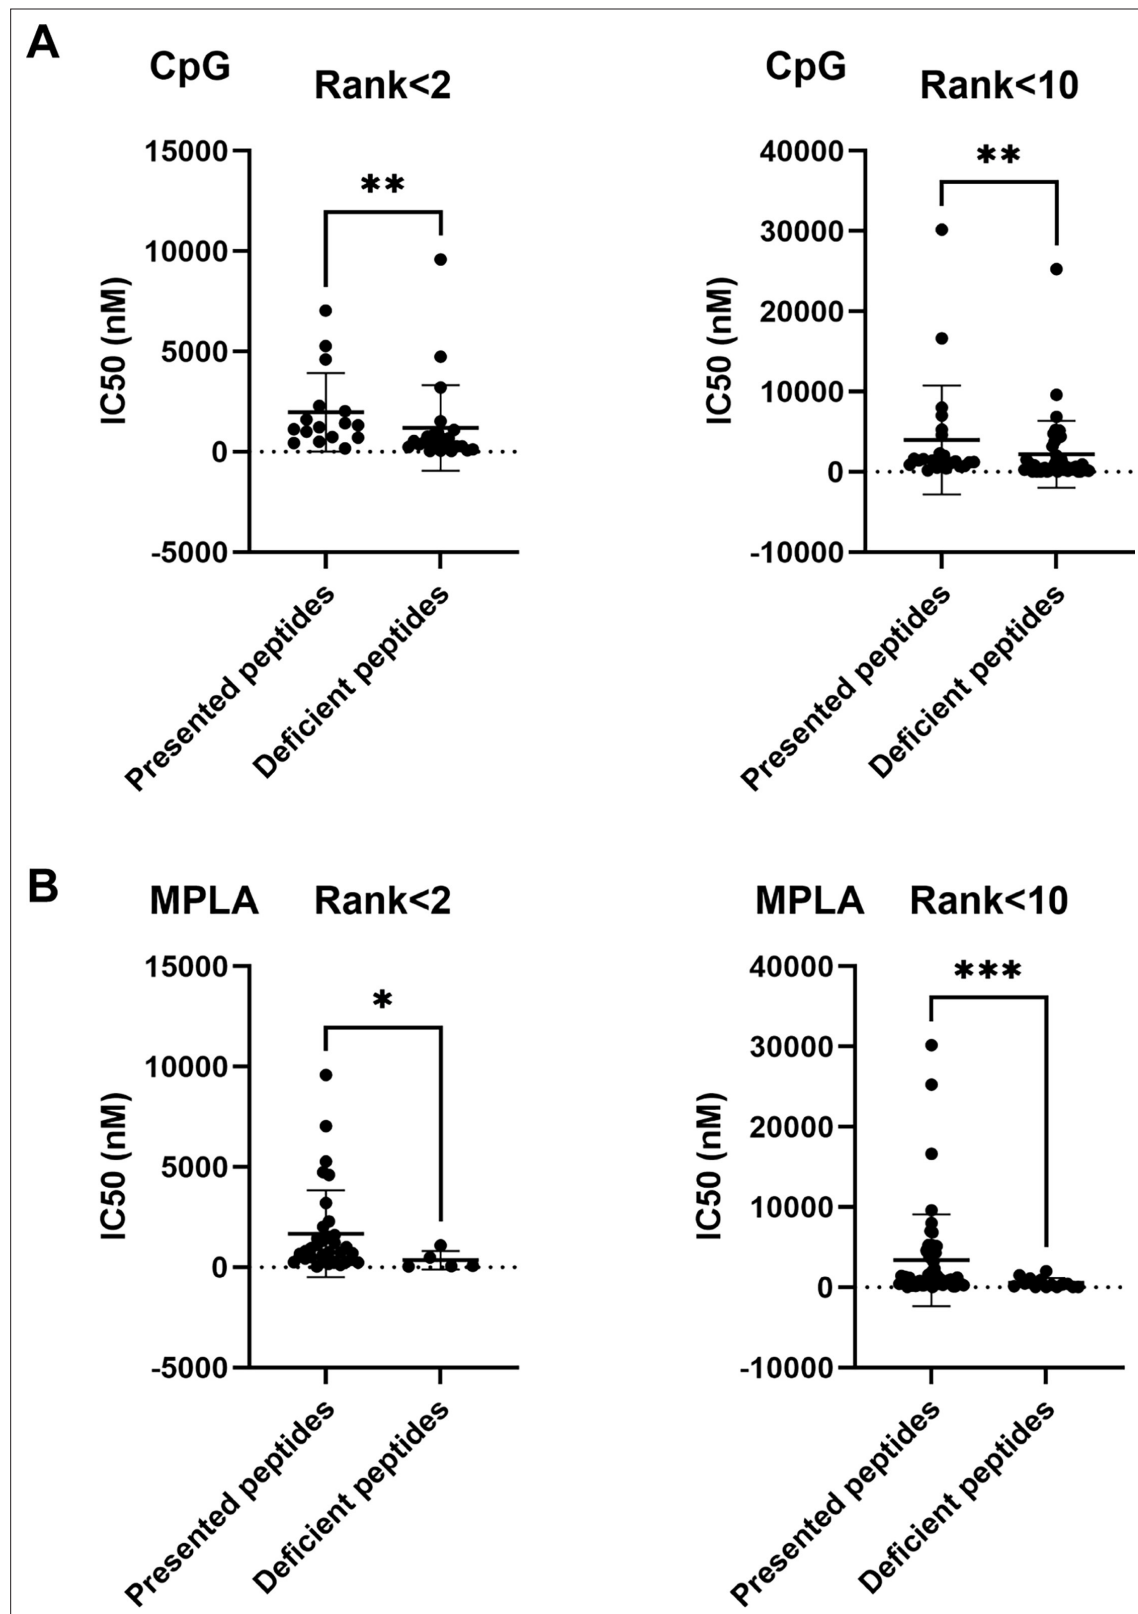 A
CpG
Rank<2
15000
10000
5000
0
-5000
IC50 (nM)
**
Presented peptides
Deficient peptides
CpG
Rank<10
40000
30000
20000
10000
0
-10000
IC50 (nM)
**
Presented peptides
Deficient peptides
B
MPLA
Rank<2
15000
10000
5000
0
-5000
IC50 (nM)
*
Presented peptides
Deficient peptides
MPLA
Rank<10
40000
30000
20000
10000
0
-10000
IC50 (nM)
***
Presented peptides
Deficient peptides